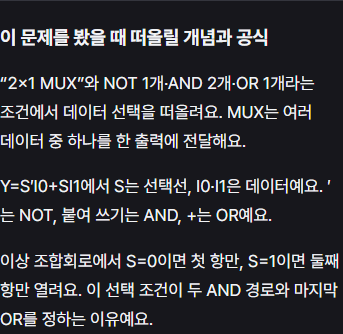 이 문제를 봤을 때 떠올릴 개념과 공식
“2×1 MUX”와 NOT 1개·AND 2개·OR 1개라는
조건에서 데이터 선택을 떠올려요. MUX는 여러
데이터 중 하나를 한 출력에 전달해요.
Y=S′I0+SI1에서 S는 선택선, I0·I1은 데이터예요. ′
는 NOT, 붙여 쓰기는 AND, +는 OR예요.
이상 조합회로에서 S=0이면 첫 항만, S=1이면 둘째
항만 열려요. 이 선택 조건이 두 AND 경로와 마지막
OR를 정하는 이유예요.